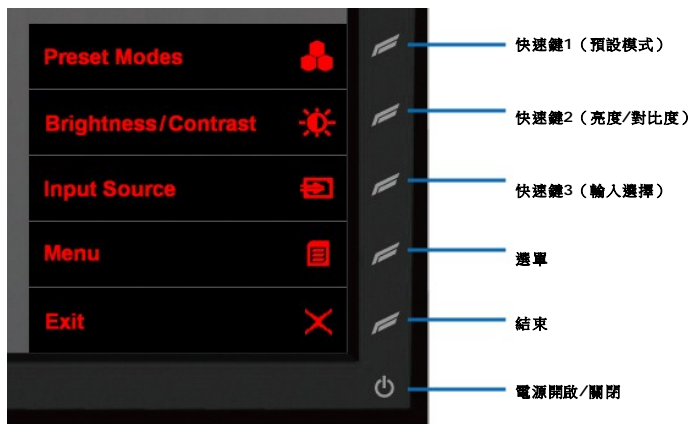 Preset Modes
快速鍵1（預設模式）
Brightness/Contrast
快速鍵2（亮度/對比度）
Input Source
快速鍵3（輸入選擇）
Menu
選單
Exit
結束
電源開啟/關閉